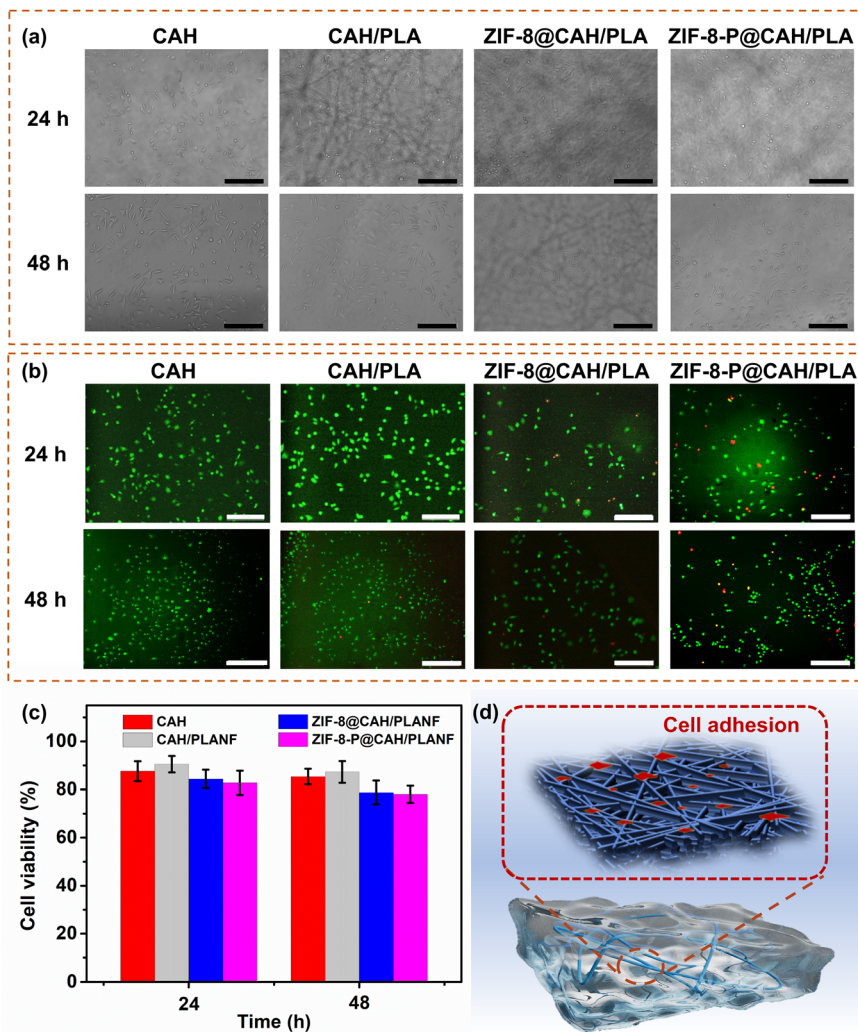 (a)
CAH CAH/PLA ZIF-8@CAH/PLA ZIF-8-P@CAH/PLA
24 h
48 h
(b)
CAH CAH/PLA ZIF-8@CAH/PLA ZIF-8-P@CAH/PLA
24 h
48 h
(c)
CAH ZIF-8@CAH/PLANF
CAH/PLANF ZIF-8-P@CAH/PLANF
Cell viability (%)
100
80
60
40
20
0
24 48
Time (h)
(d)
Cell adhesion